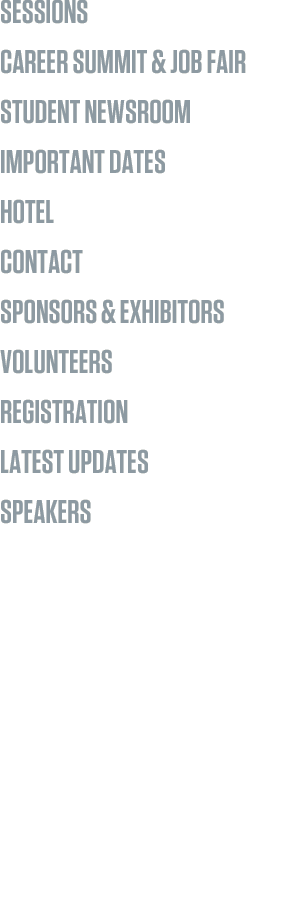 SESSIONS
CAREER SUMMIT & JOB FAIR
STUDENT NEWSROOM
IMPORTANT DATES
HOTEL
CONTACT
SPONSORS & EXHIBITORS
VOLUNTEERS
REGISTRATION
LATEST UPDATES
SPEAKERS